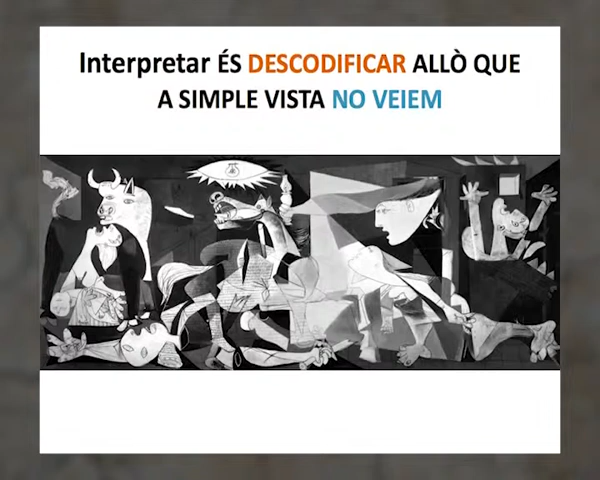 Interpretar ÉS DESCODIFICAR ALLÒ QUE
A SIMPLE VISTA NO VEIEM